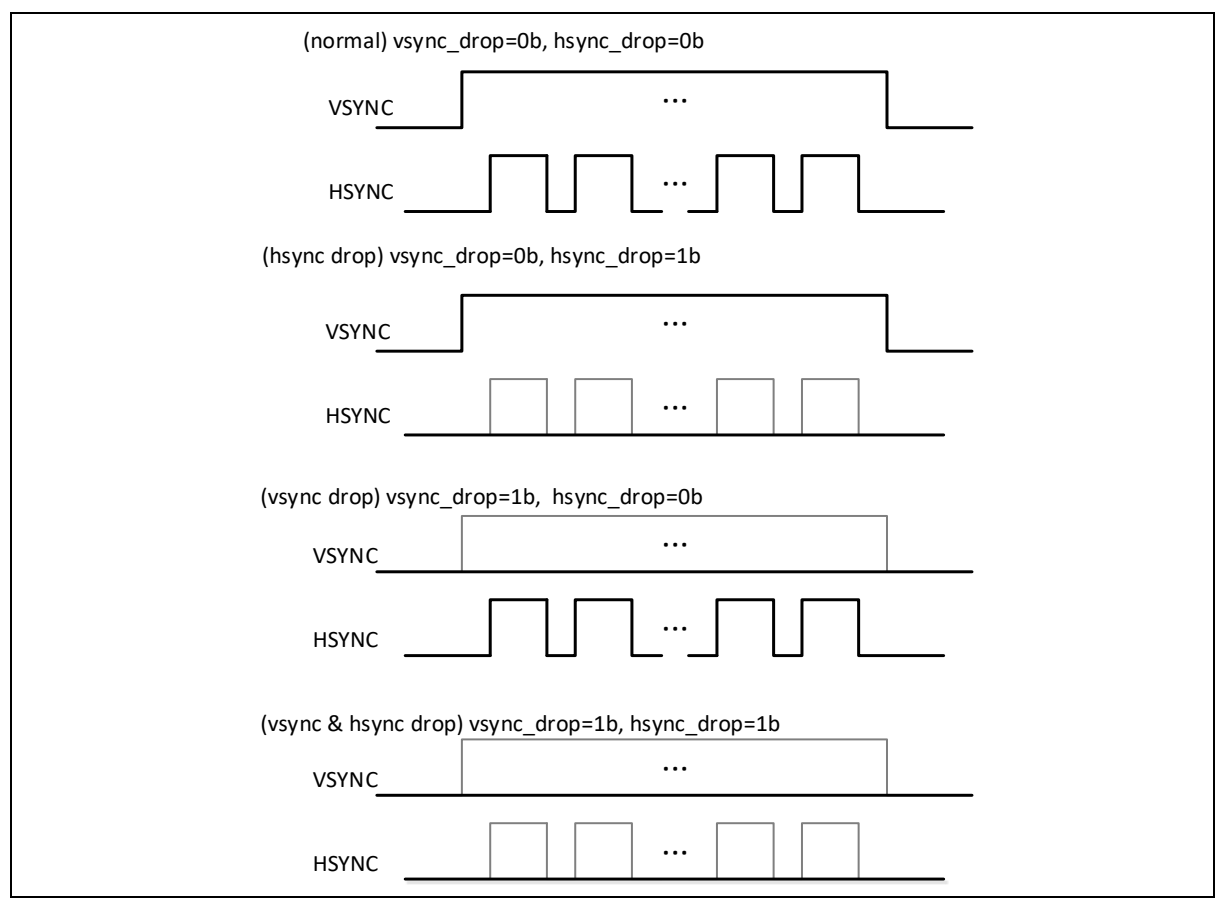 (normal) vsync_drop=0b, hsync_drop=0b
...
VSYNC
HSYNC
...
(hsync drop) vsync_drop=0b, hsync_drop=1b
...
VSYNC
HSYNC
...
(vsync drop) vsync_drop=1b, hsync_drop=0b
...
VSYNC
...
HSYNC
(vsync & hsync drop) vsync_drop=1b, hsync_drop=1b
...
VSYNC
...
HSYNC